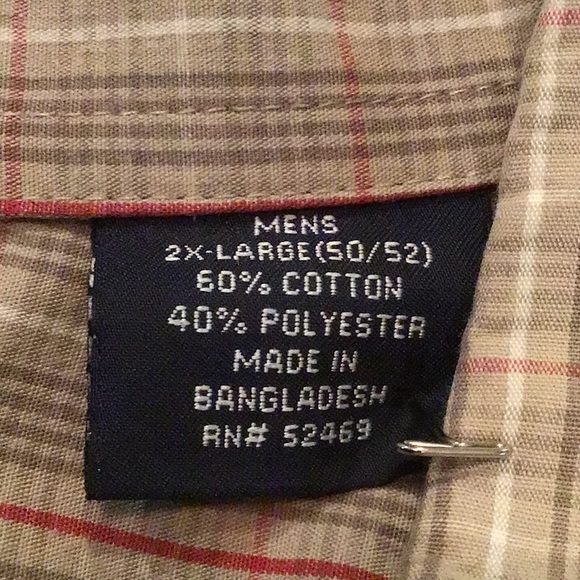 MENS
2X-LARGE(50/52)
60% COTTON
40% POLYESTER
MADE IN
BANGLADESH
RN# 52469